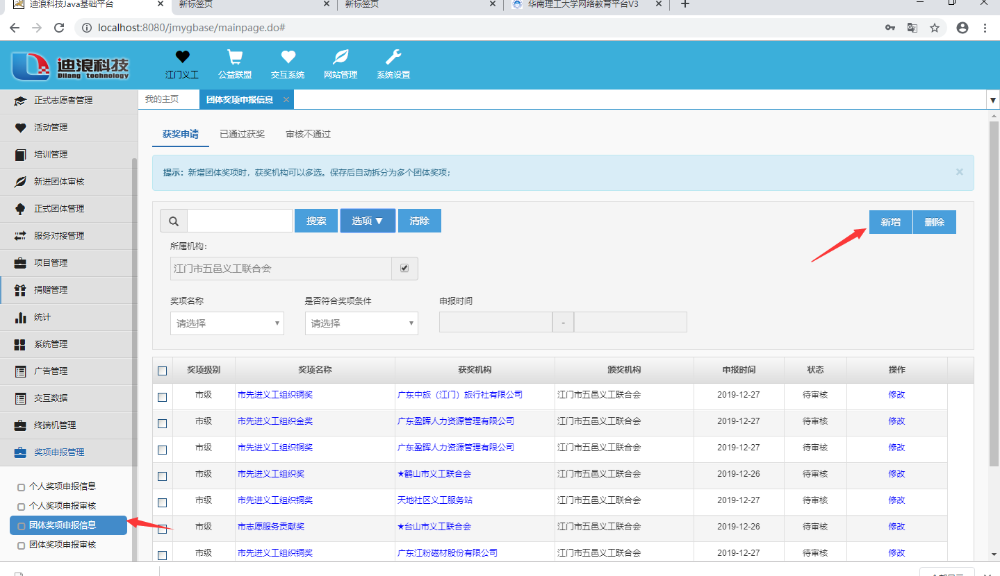 迪浪科技Java基础平台
新标签页
新标签页
华南理工大学网络教育平台V3
localhost:8080/jmygbase/mainpage.do#
迪浪科技
Dilang technology
江门义工
公益联盟
交互系统
网站管理
系统设置
正式志愿者管理
活动管理
培训管理
新进团体审核
正式团体管理
服务对接管理
项目管理
捐赠管理
统计
系统管理
广告管理
交互数据
终端机管理
奖项申报管理
个人奖项申报信息
个人奖项申报审核
团体奖项申报信息
团体奖项申报审核
我的主页
团体奖项申报信息 ×
获奖申请 已通过获奖 审核不通过
提示：新增团体奖项时，获奖机构可以多选。保存后自动拆分为多个团体奖项； ×
搜索 选项▼ 清除 新增 删除
所属机构:
江门市五邑义工联合会
奖项名称 是否符合奖项条件 申报时间
请选择 请选择 -
奖项级别 奖项名称 获奖机构 颁奖机构 申报时间 状态 操作
市级 市先进义工组织铜奖 广东中旅（江门）旅行社有限公司 江门市五邑义工联合会 2019-12-27 待审核 修改
市级 市先进义工组织金奖 广东盈晖人力资源管理有限公司 江门市五邑义工联合会 2019-12-27 待审核 修改
市级 市先进义工组织铜奖 广东盈晖人力资源管理有限公司 江门市五邑义工联合会 2019-12-27 待审核 修改
市级 市先进义工组织奖 ★鹤山市义工联合会 江门市五邑义工联合会 2019-12-26 待审核 修改
市级 市先进义工组织铜奖 天地社区义工服务站 江门市五邑义工联合会 2019-12-27 待审核 修改
市级 市志愿服务贡献奖 ★台山市义工联合会 江门市五邑义工联合会 2019-12-26 待审核 修改
市级 市先进义工组织铜奖 广东江粉磁材股份有限公司 江门市五邑义工联合会 2019-12-27 待审核 修改